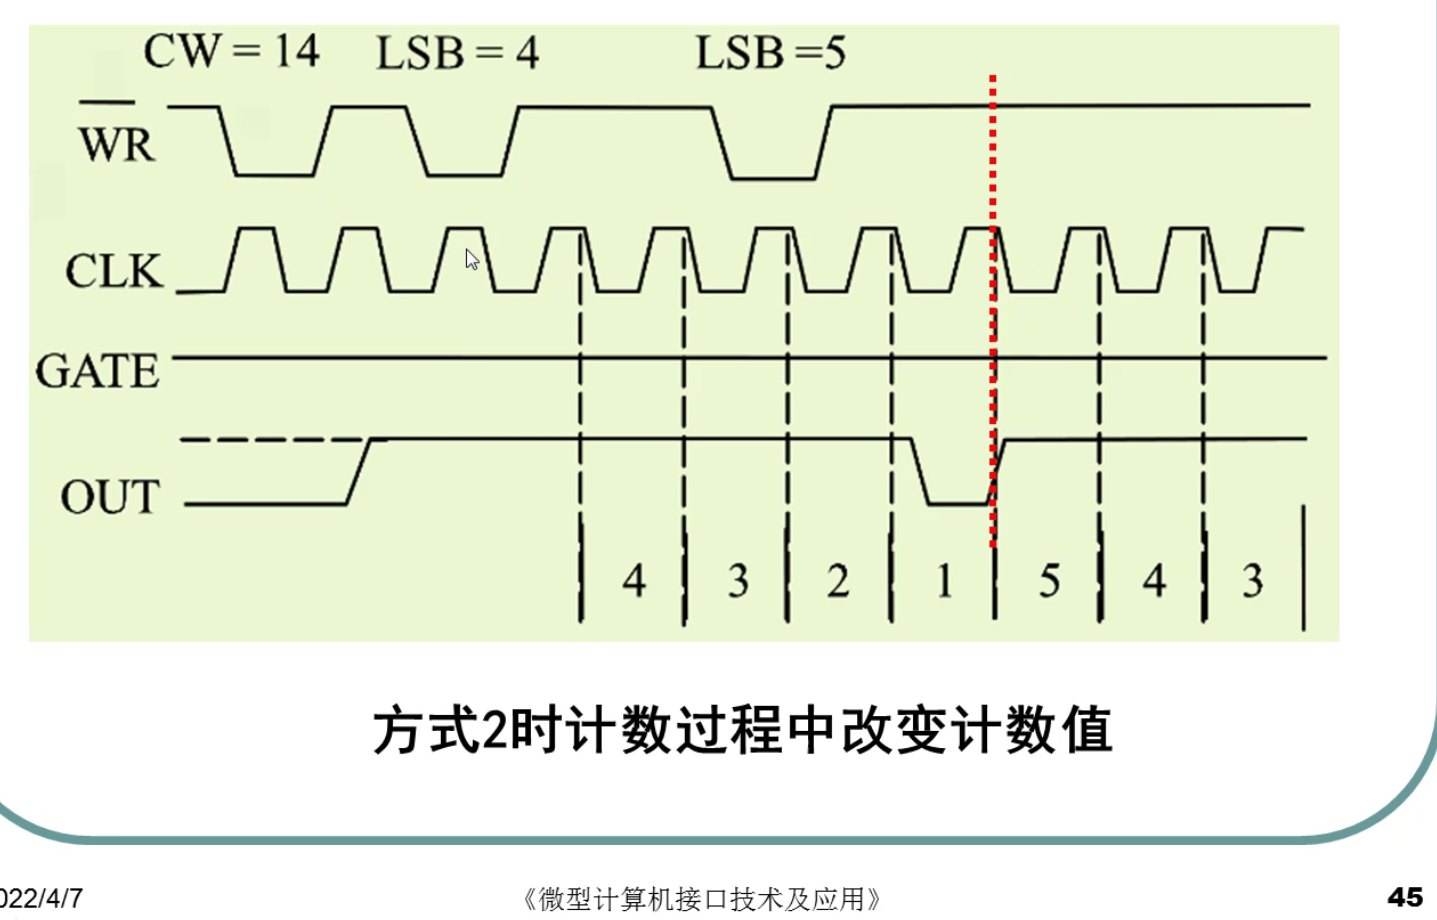 CW = 14 LSB = 4 LSB =5
WR
CLK
GATE
OUT
4 3 2 1 5 4 3
方式2时计数过程中改变计数值
022/4/7 《微型计算机接口技术及应用》 45